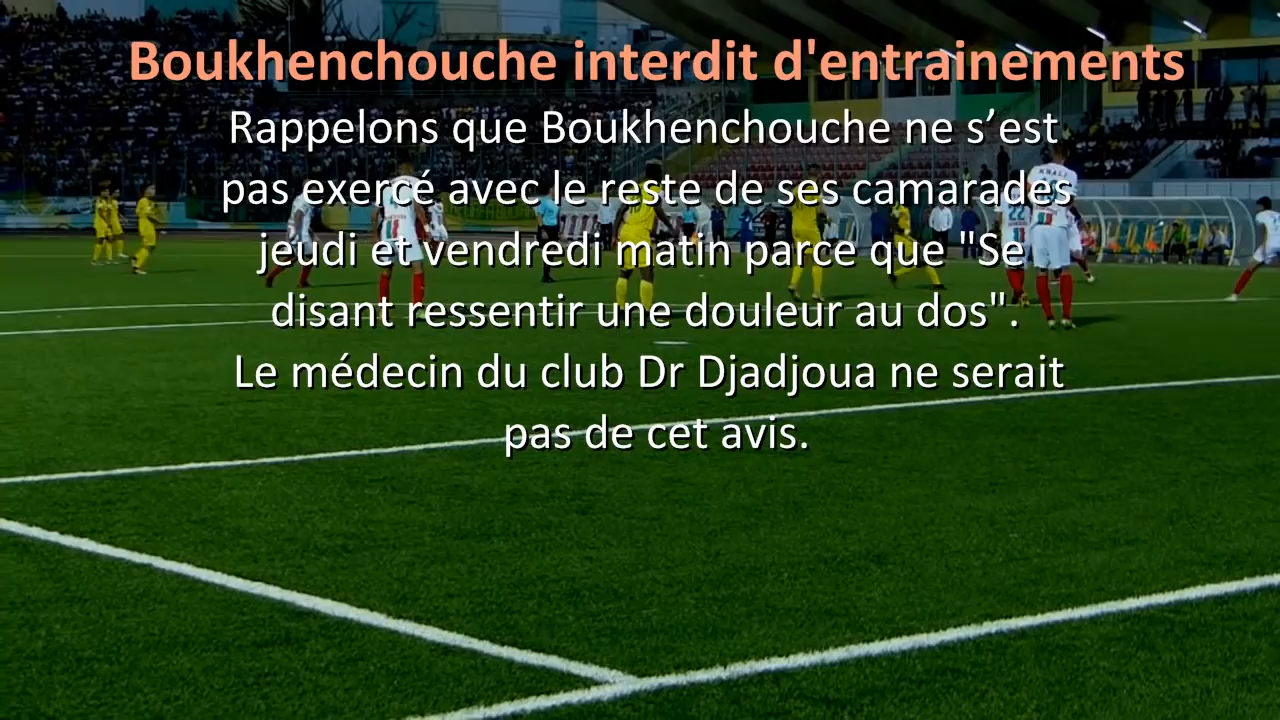 Boukhenchouche interdit d'entrainements
Rappelons que Boukhenchouche ne s’est
pas exercé avec le reste de ses camarades
jeudi et vendredi matin parce que "Se
disant ressentir une douleur au dos".
Le médecin du club Dr Djadjoua ne serait
pas de cet avis.